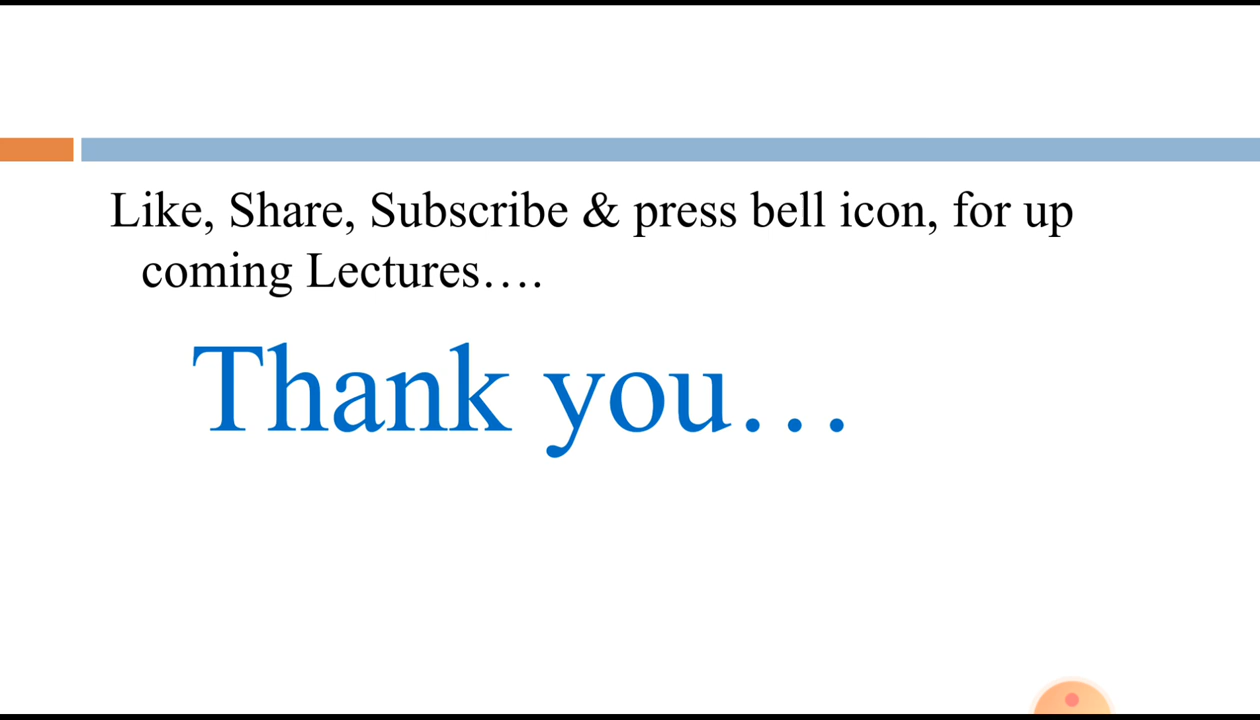 Like, Share, Subscribe & press bell icon, for up
coming Lectures….
Thank you…